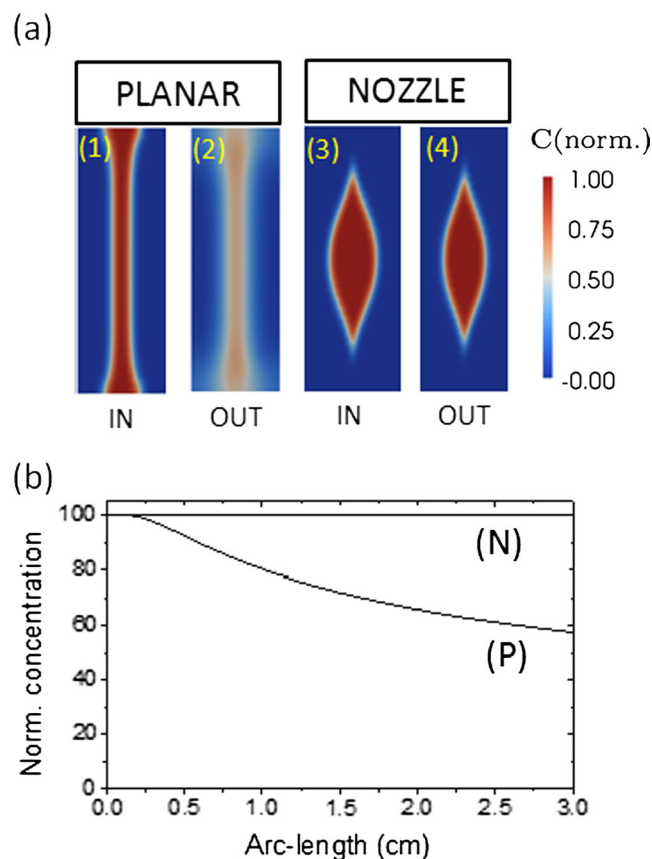 (a)
PLANAR NOZZLE
(1) (2) (3) (4) C(norm.)
1.00
0.75
0.50
0.25
-0.00
IN OUT IN OUT
(b)
Norm. concentration
100
80
60
40
20
0
(N)
(P)
0.0 0.5 1.0 1.5 2.0 2.5 3.0
Arc-length (cm)